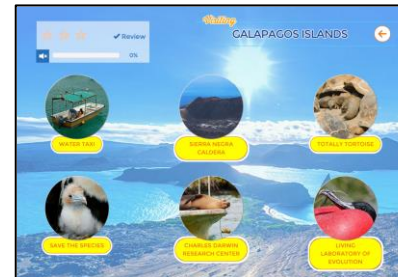 Visiting
GALAPAGOS ISLANDS
Review
0%
WATER TAXI
SIERRA NEGRA
CALDERA
TOTALLY TORTOISE
SAVE THE SPECIES
CHARLES DARWIN
RESEARCH CENTER
LIVING
LABORATORY OF
EVOLUTION